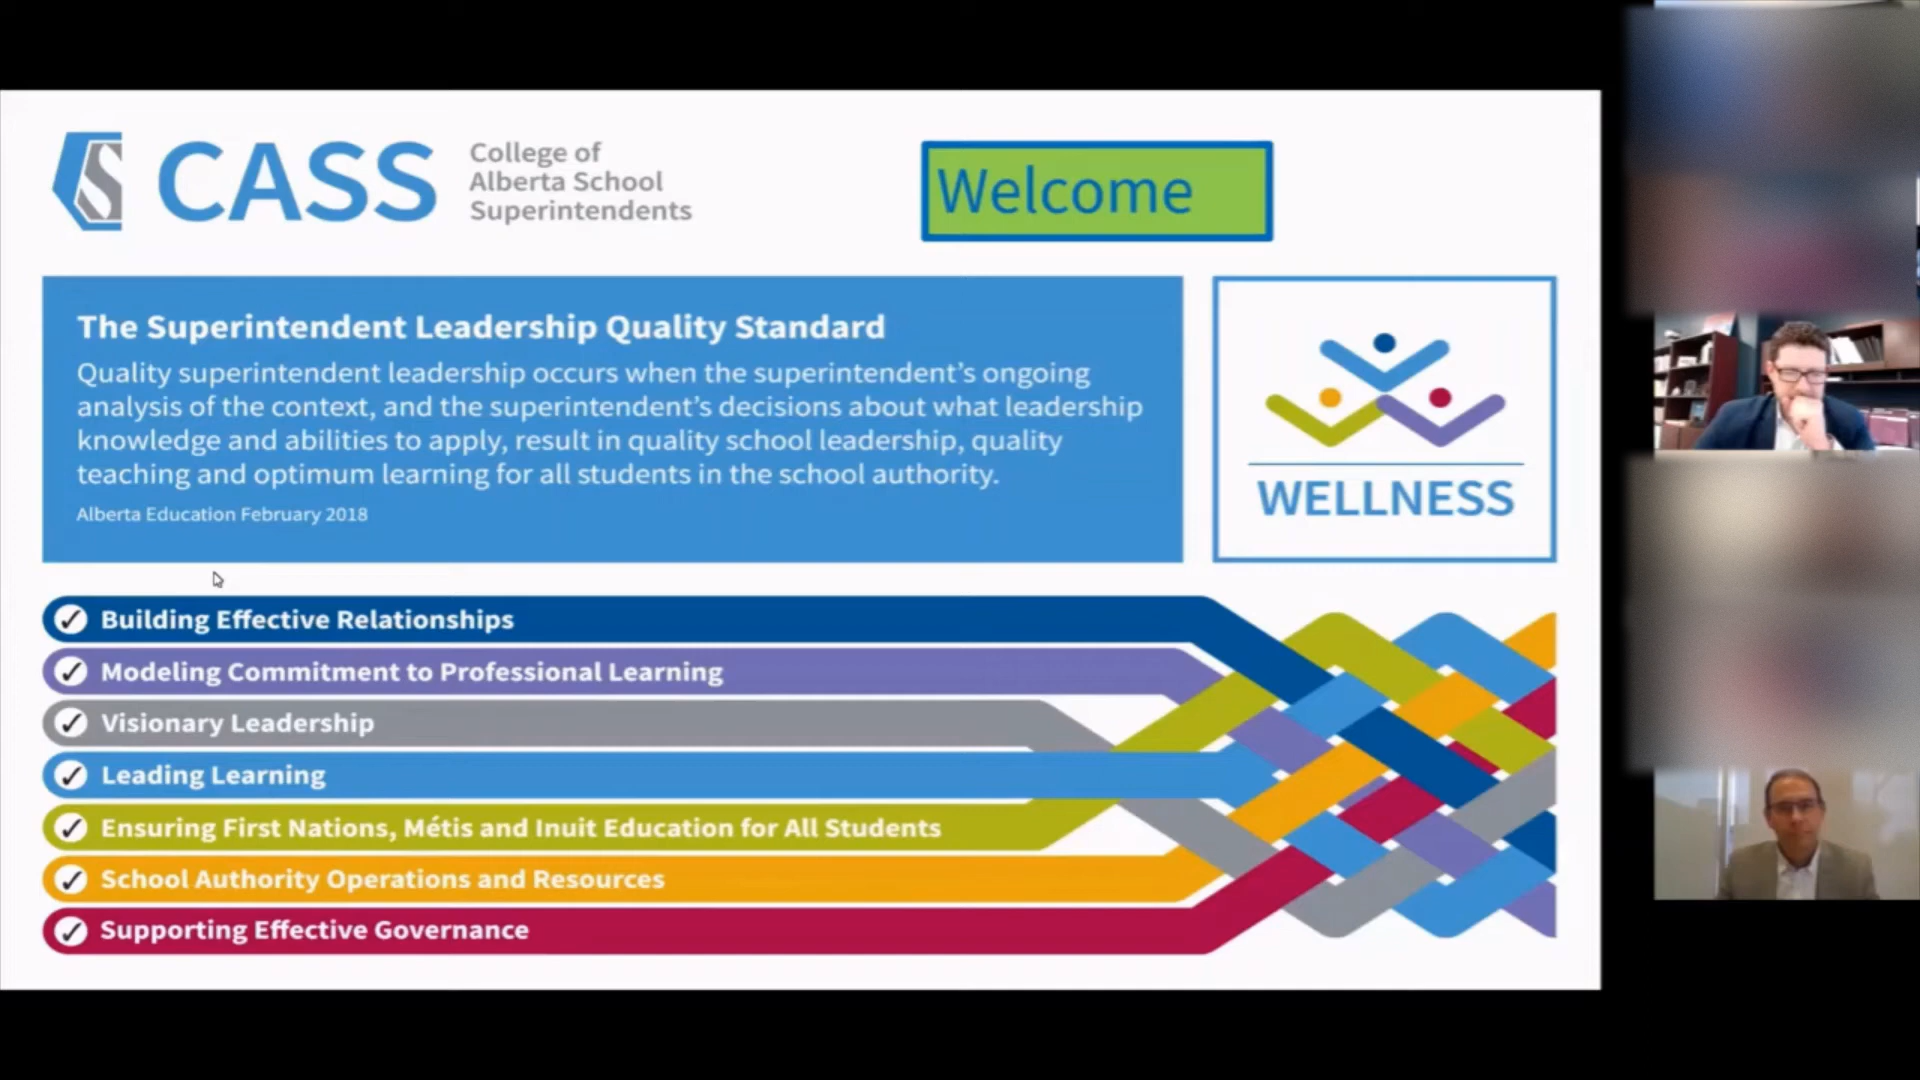 CASS
College of
Alberta School
Superintendents
Welcome
The Superintendent Leadership Quality Standard
Quality superintendent leadership occurs when the superintendent’s ongoing
analysis of the context, and the superintendent’s decisions about what leadership
knowledge and abilities to apply, result in quality school leadership, quality
teaching and optimum learning for all students in the school authority.
Alberta Education February 2018
WELLNESS
Building Effective Relationships
Modeling Commitment to Professional Learning
Visionary Leadership
Leading Learning
Ensuring First Nations, Métis and Inuit Education for All Students
School Authority Operations and Resources
Supporting Effective Governance